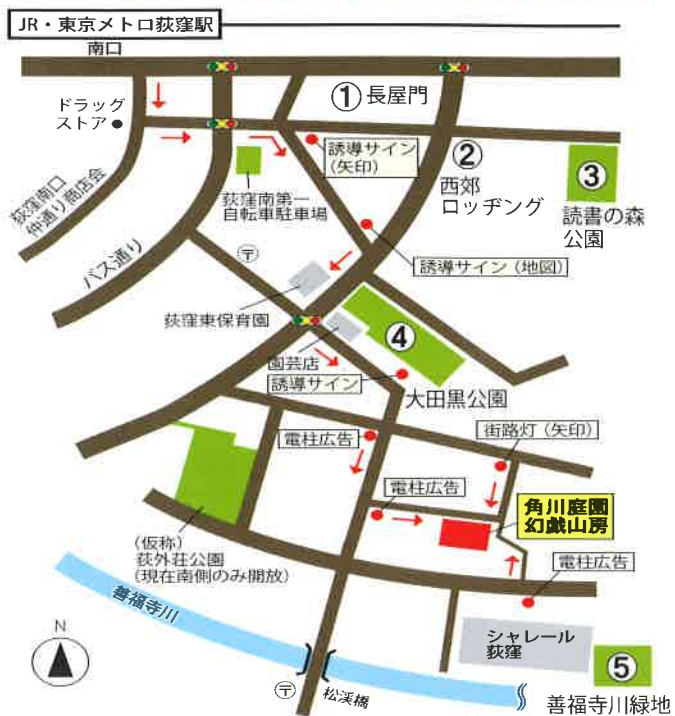 JR・東京メトロ荻窪駅
南口
ドラッグ
ストア
① 長屋門
誘導サイン
(矢印)
②
西郊
ロッヂング
③
読書の森
公園
荻窪南第一
自転車駐車場
荻窪南口
仲通り商店会
バス通り
〒
誘導サイン(地図)
荻窪東保育園
④
園芸店
誘導サイン
大田黒公園
電柱広告
街路灯(矢印)
電柱広告
角川庭園
幻戯山房
(仮称)
荻外荘公園
(現在南側のみ開放)
電柱広告
善福寺川
シャレール
荻窪
N
⑤
〒
松渓橋
善福寺川緑地